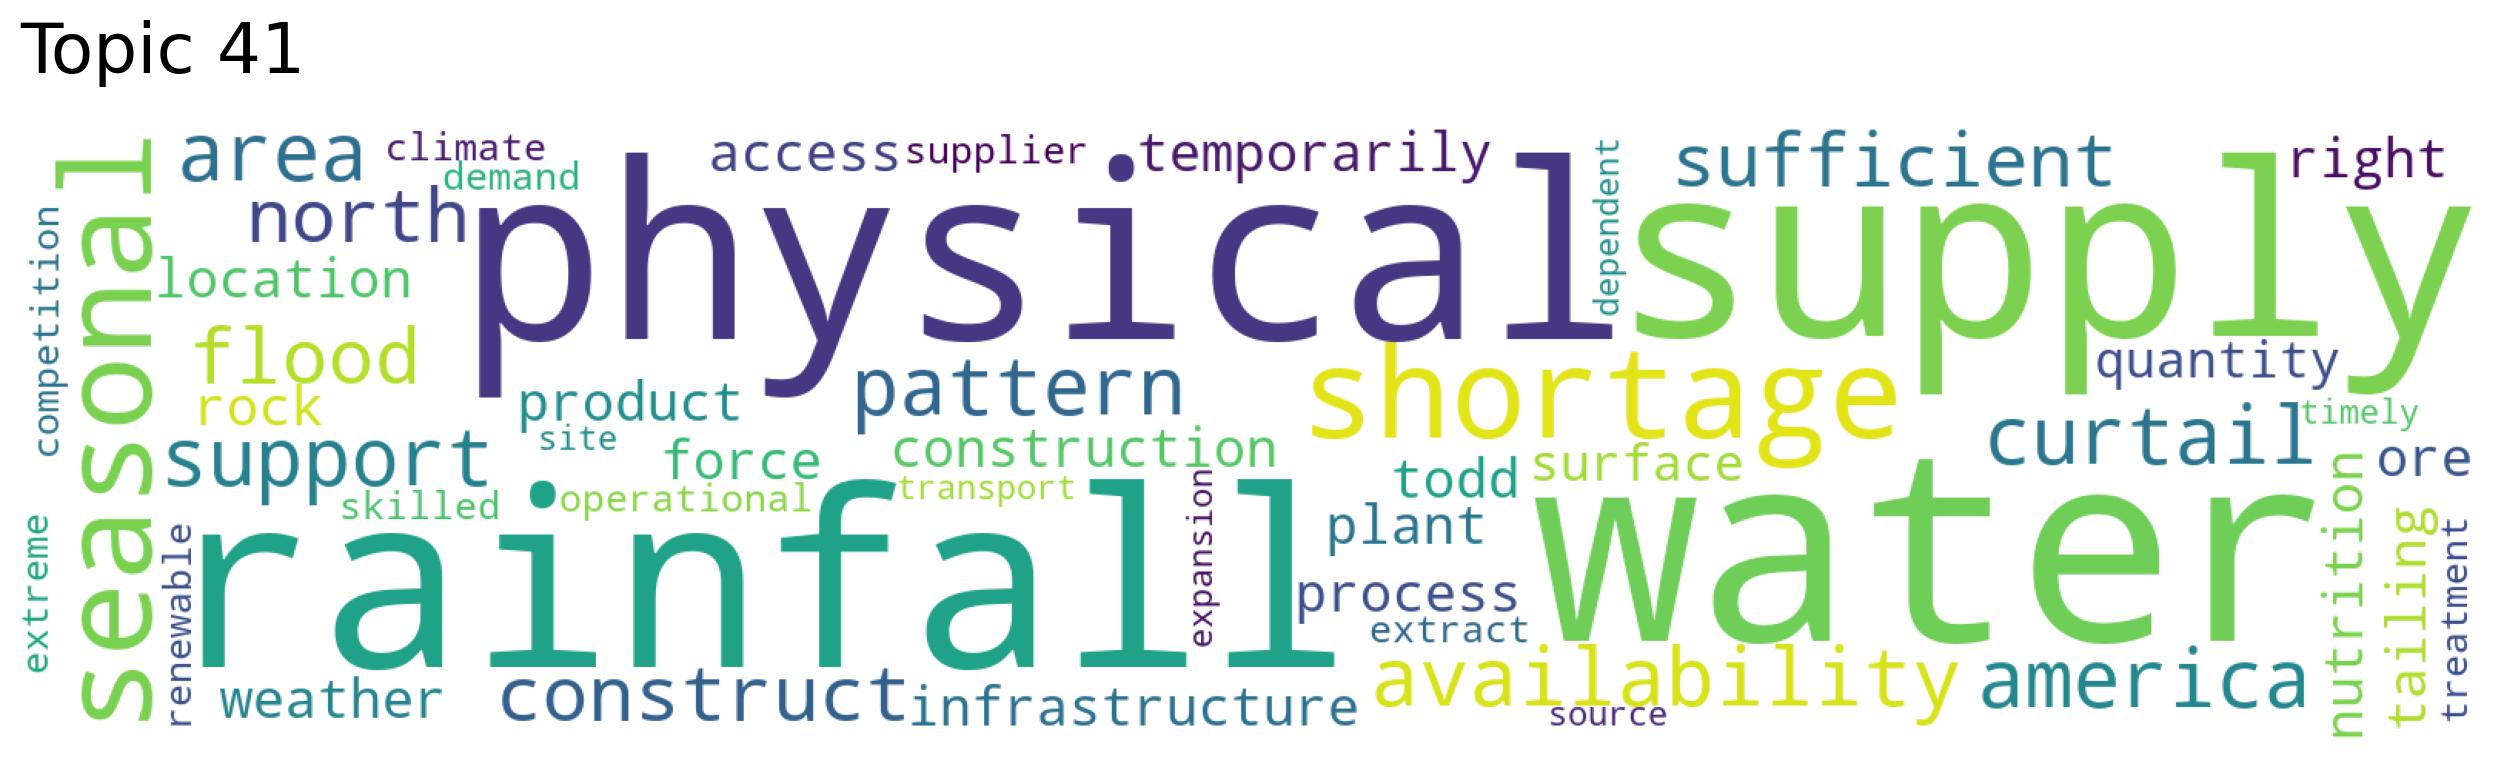 Topic 41
area
climate
demand
access
supplier
temporarily
dependent
sufficient
right
north
physical
supply
competition
seasonal
location
flood
rock
product
pattern
shortage
quantity
timely
support
site
force
construction
curtail
ore
todd
surface
skilled
operational
transport
expansion
plant
water
extreme
renewable
rainfall
process
extract
nutrition
tailing
treatment
weather
construct
infrastructure
availability
source
america